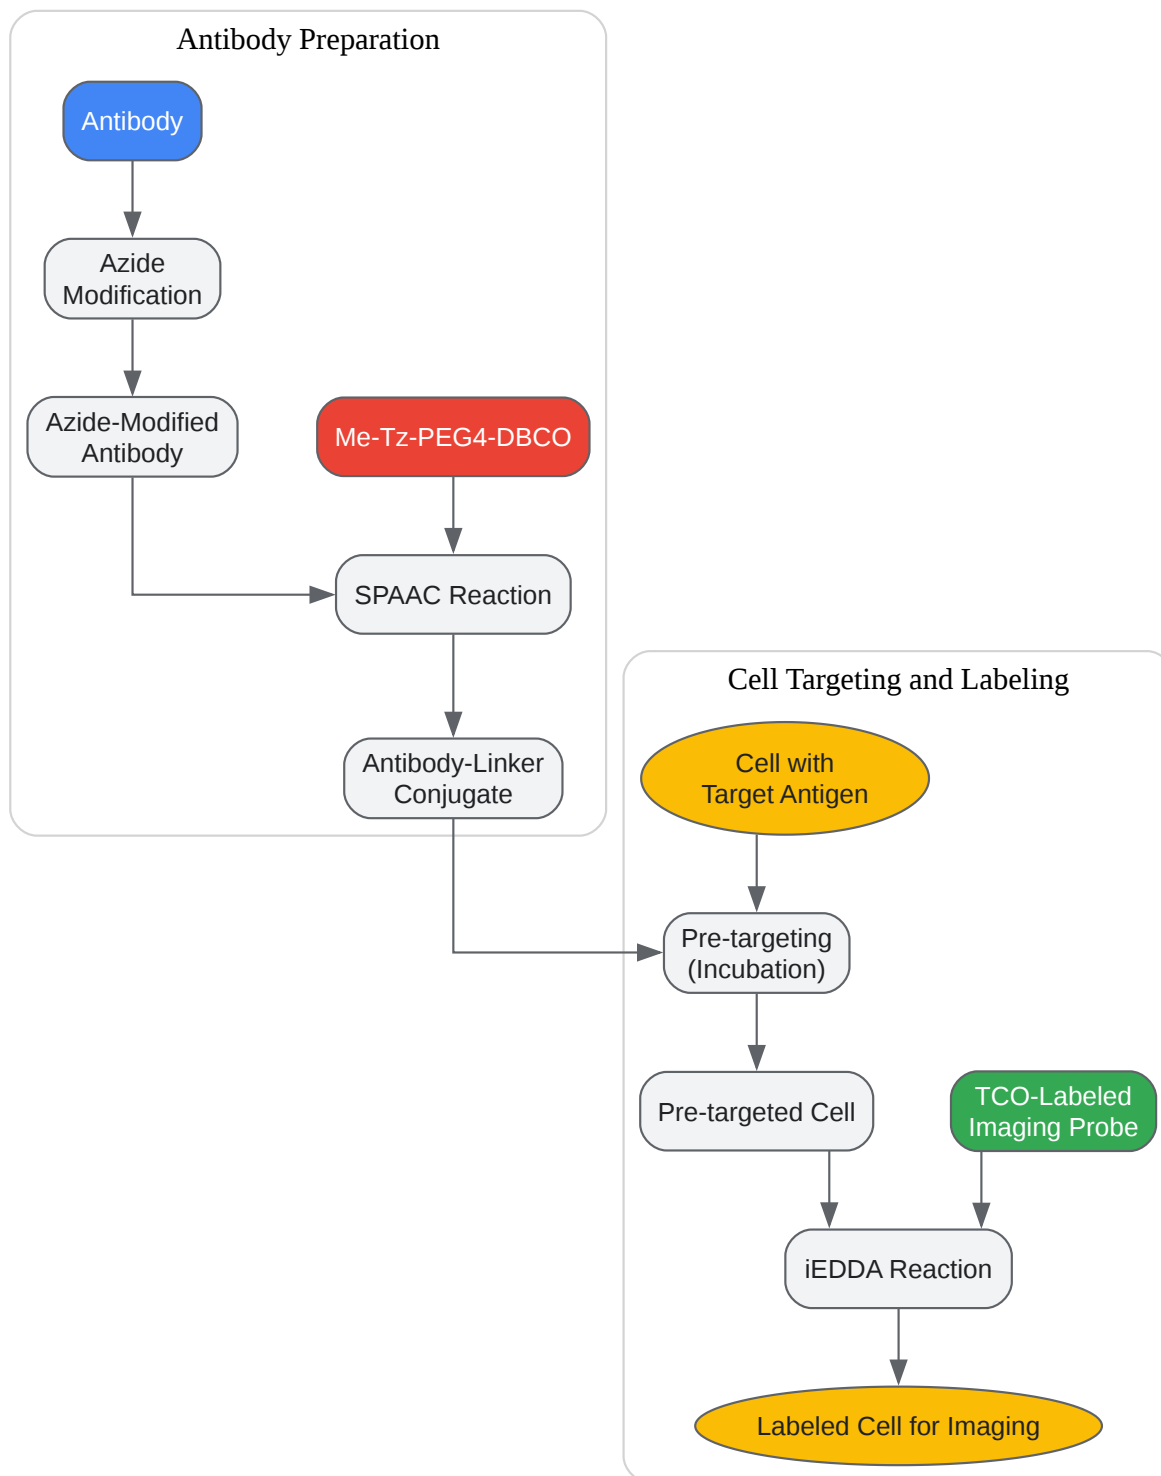 Antibody Preparation
Antibody
Azide
Modification
Azide-Modified
Antibody
Me-Tz-PEG4-DBCO
SPAAC Reaction
Antibody-Linker
Conjugate
Cell Targeting and Labeling
Cell with
Target Antigen
Pre-targeting
(Incubation)
Pre-targeted Cell
TCO-Labeled
Imaging Probe
iEDDA Reaction
Labeled Cell for Imaging